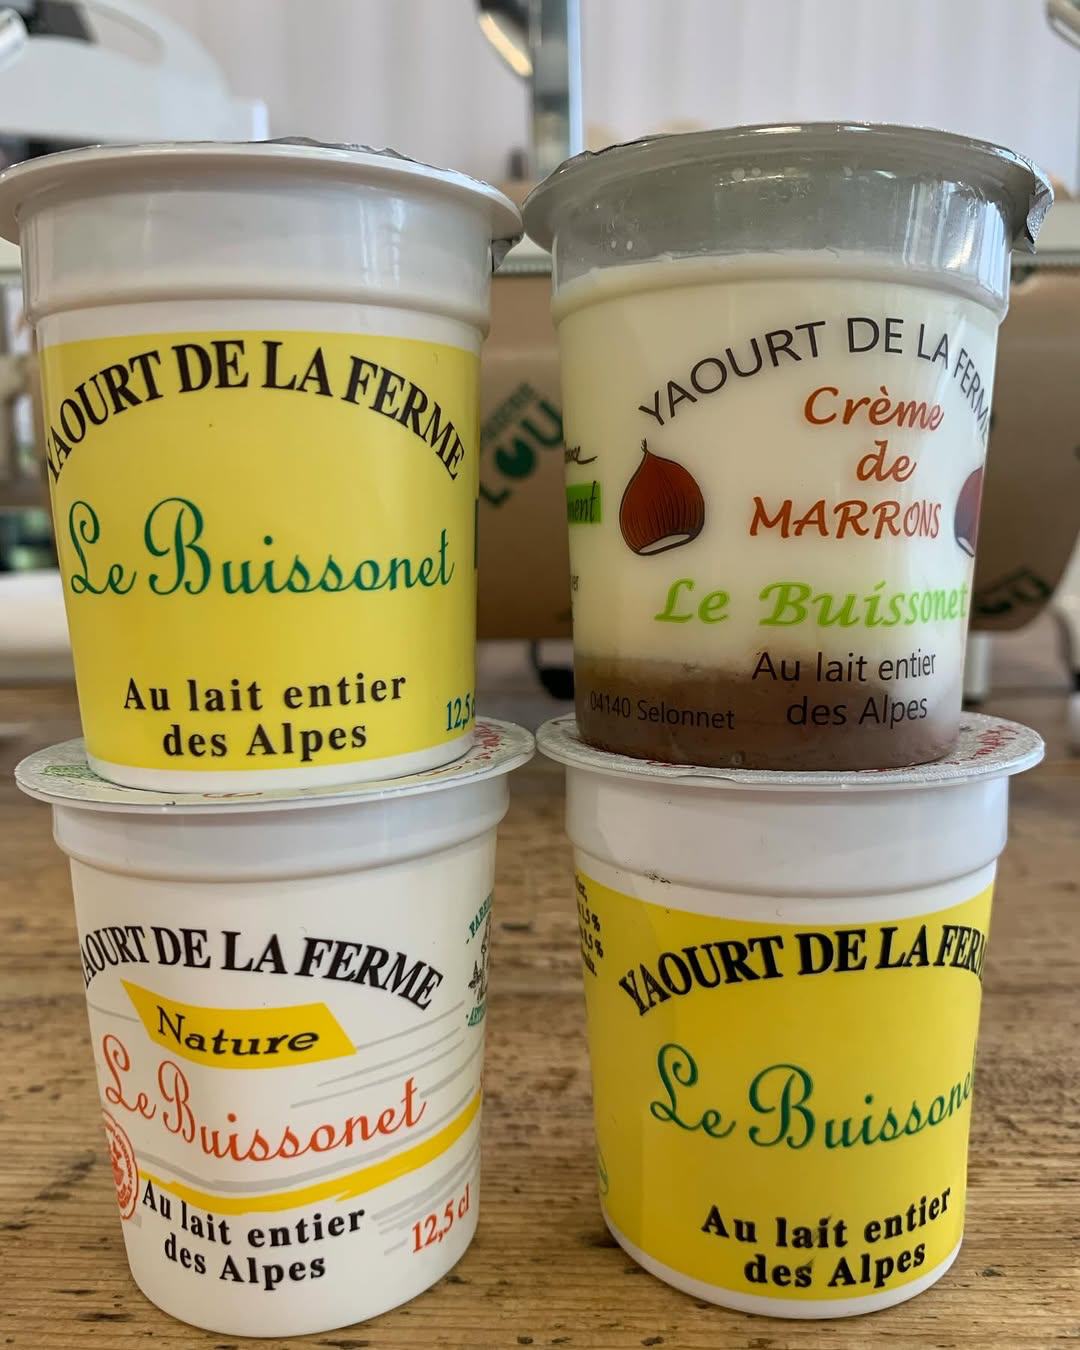 YAOURT DE LA FERME
Le Buissonet
Au lait entier
des Alpes
12,5
YAOURT DE LA FERME
Crème
de
MARRONS
Le Buissonet
Au lait entier
des Alpes
04140 Selonnet
LOU
YAOURT DE LA FERME
Nature
Le Buissonet
Au lait entier
des Alpes
12,5 cl
YAOURT DE LA FERME
Le Buissonet
Au lait entier
des Alpes